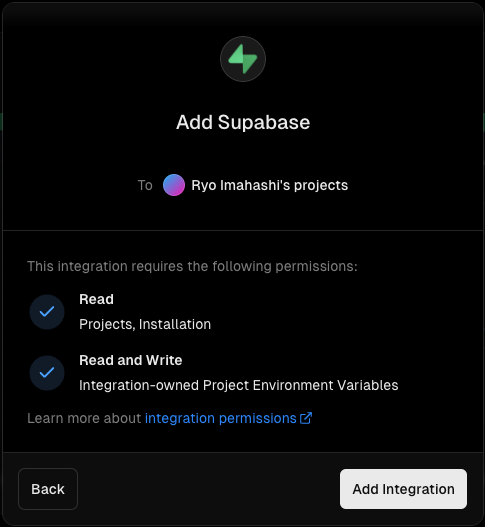 Add Supabase
To Ryo Imahashi's projects
This integration requires the following permissions:
Read
Projects, Installation
Read and Write
Integration-owned Project Environment Variables
Learn more about integration permissions
Back
Add Integration